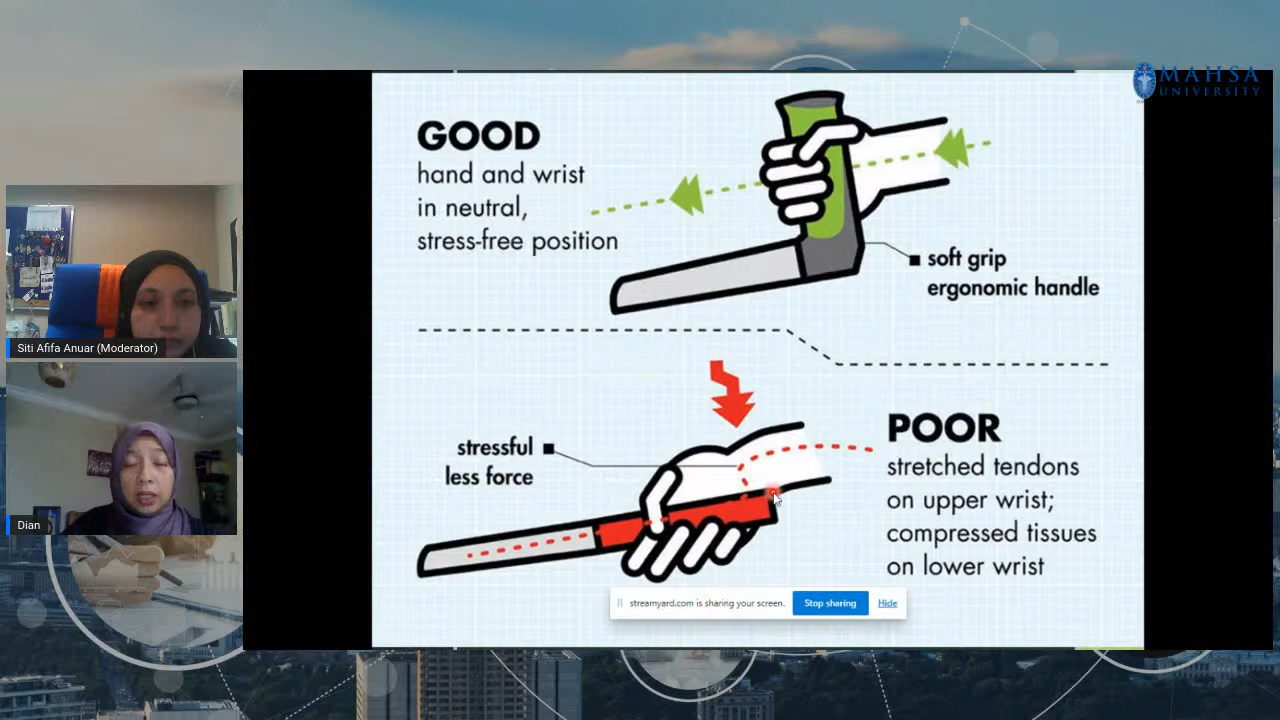 MAHSA
UNIVERSITY
GOOD
hand and wrist
in neutral,
stress-free position
soft grip
ergonomic handle
stressful
less force
POOR
stretched tendons
on upper wrist;
compressed tissues
on lower wrist
streamyard.com is sharing your screen.
Stop sharing
Hide
Siti Afifa Anuar (Moderator)
Dian